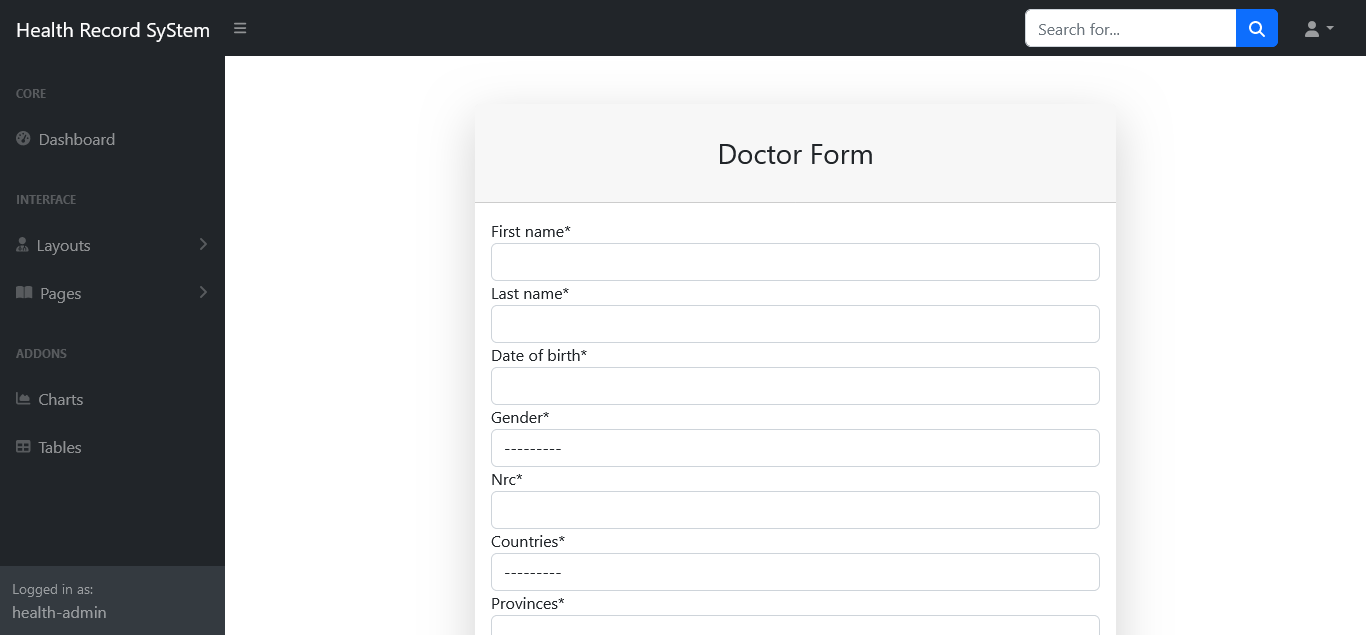 Health Record SyStem
Search for...
CORE
Dashboard
INTERFACE
Layouts
Pages
ADDONS
Charts
Tables
Logged in as:
health-admin
Doctor Form
First name*
Last name*
Date of birth*
Gender*
---------
Nrc*
Countries*
---------
Provinces*